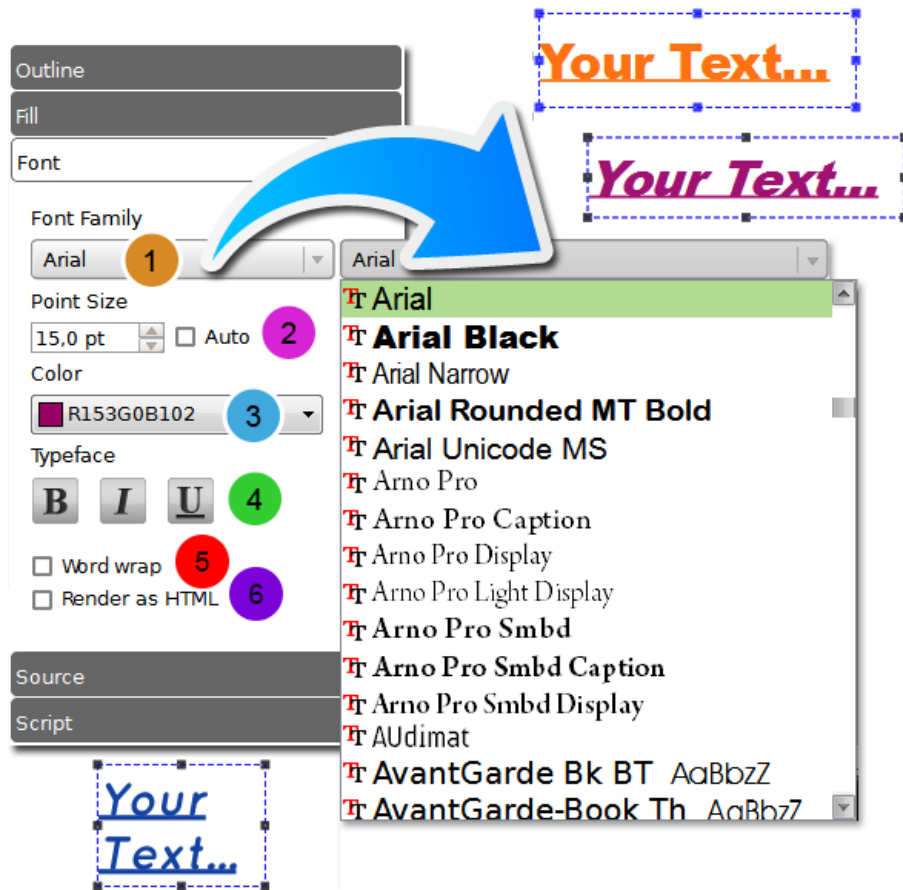 Your Text...
Your Text...
Outline
Fill
Font
Font Family
Arial
1
Point Size
15,0 pt
Auto
2
Color
R153G0B102
3
Typeface
B I U
4
Word wrap
5
Render as HTML
6
Source
Script
Arial
Arial
Arial Black
Arial Narrow
Arial Rounded MT Bold
Arial Unicode MS
Arno Pro
Arno Pro Caption
Arno Pro Display
Arno Pro Light Display
Arno Pro Smbd
Arno Pro Smbd Caption
Arno Pro Smbd Display
AUdimat
AvantGarde Bk BT AaBbzZ
AvantGarde-Book Th AaBbzZ
Your
Text...